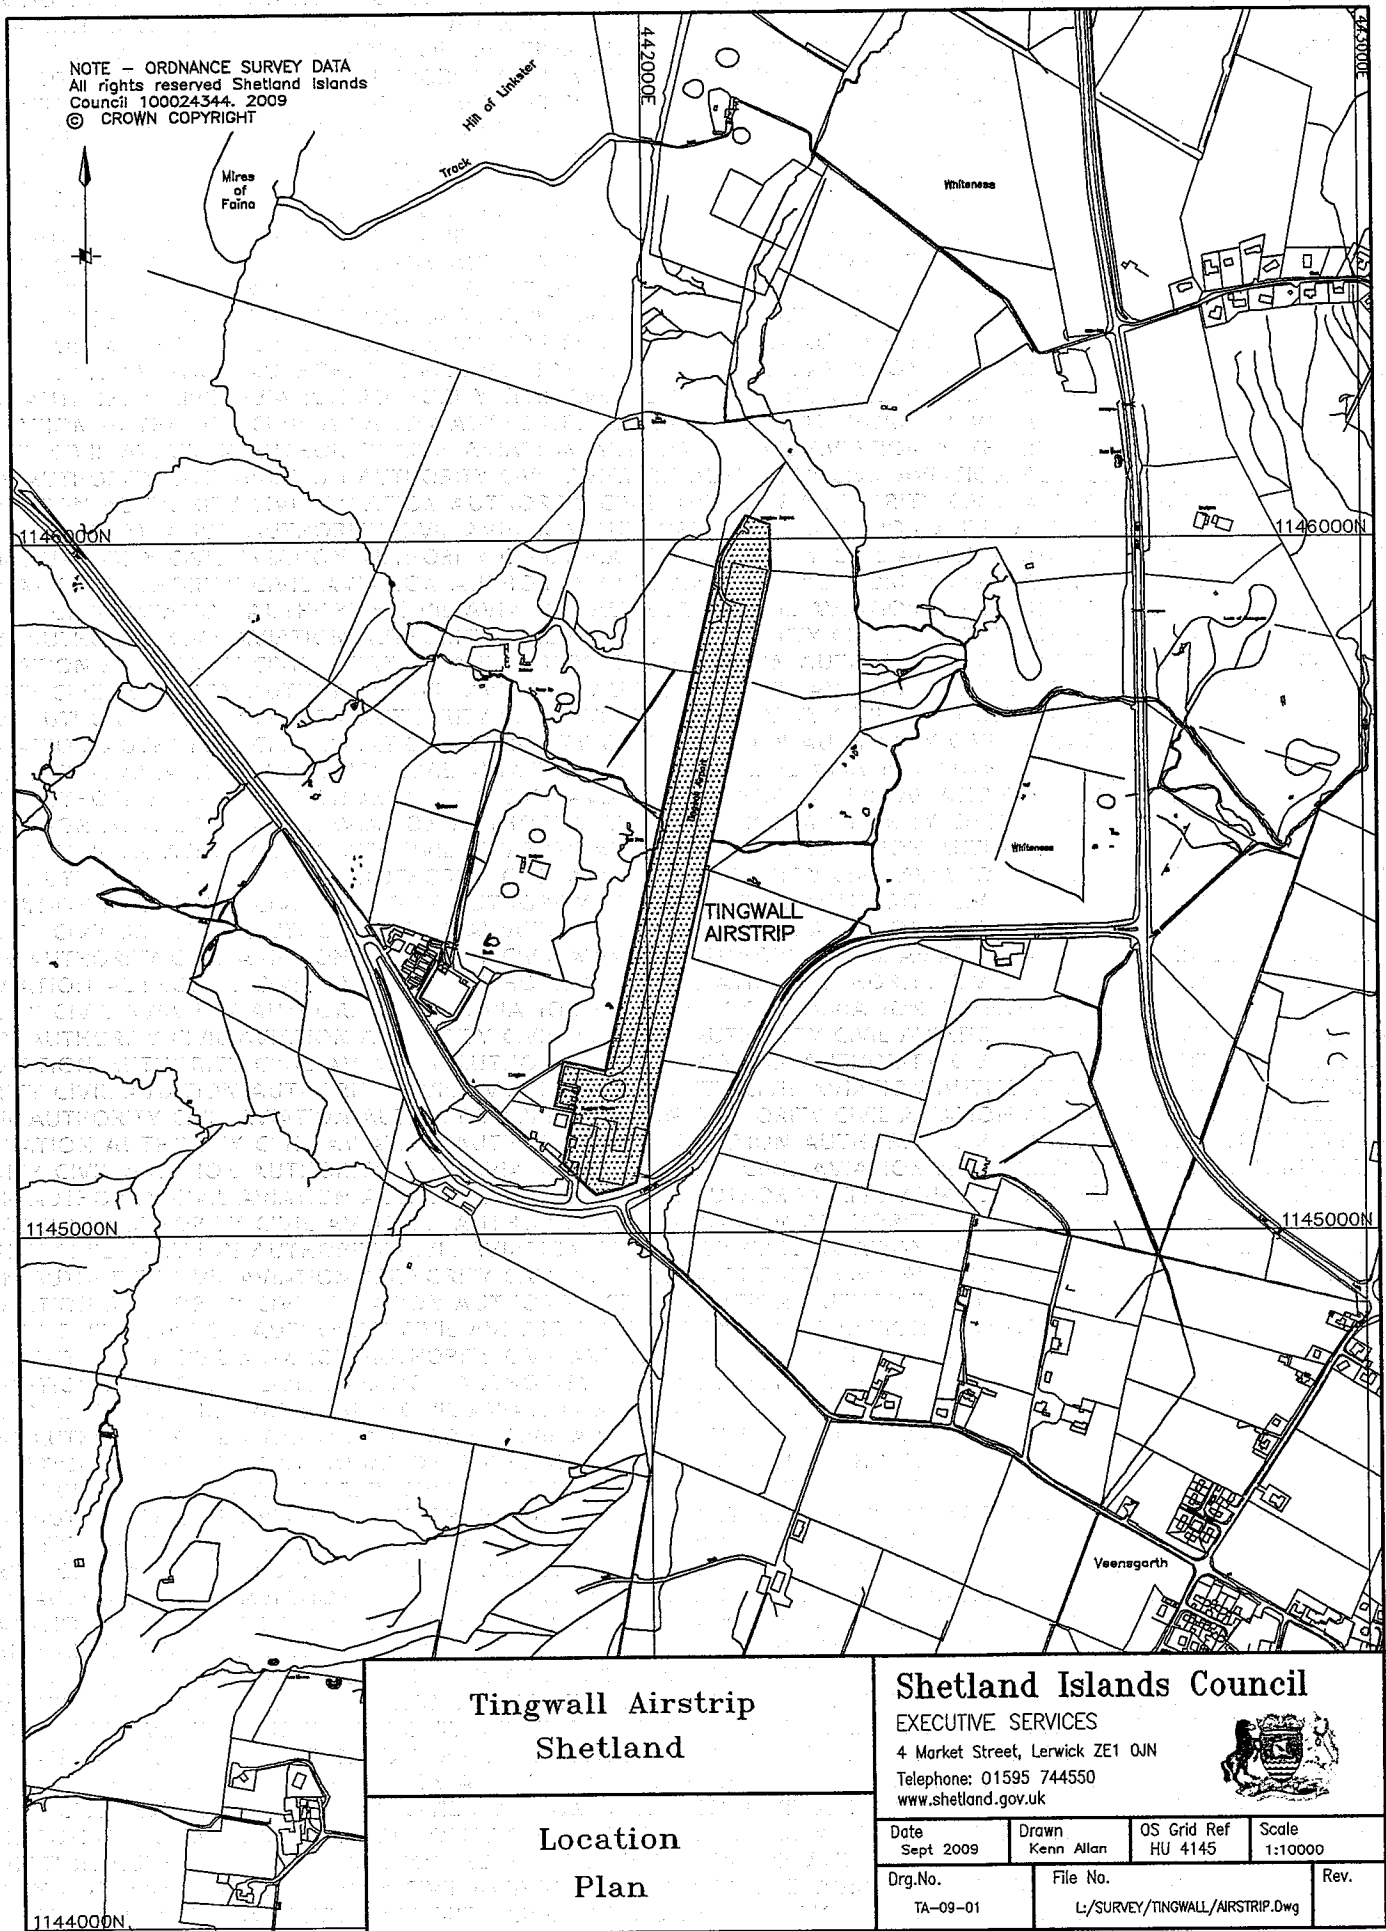 NOTE – ORDNANCE SURVEY DATA
All rights reserved Shetland Islands
Council 100024344. 2009
© CROWN COPYRIGHT
442000E
443000E
Hill of Linkster
Track
Mires
of
Faina
Whiteness
1146000N
1146000N
Tingwall Airport
Whiteness
TINGWALL
AIRSTRIP
1145000N
1145000N
Veensgarth
1144000N
Tingwall Airstrip
Shetland
Location
Plan
Shetland Islands Council
EXECUTIVE SERVICES
4 Market Street, Lerwick ZE1 0JN
Telephone: 01595 744550
www.shetland.gov.uk
Date
Sept 2009
Drawn
Kenn Allan
OS Grid Ref
HU 4145
Scale
1:10000
Drg.No.
TA-09-01
File No.
L:/SURVEY/TINGWALL/AIRSTRIP.Dwg
Rev.